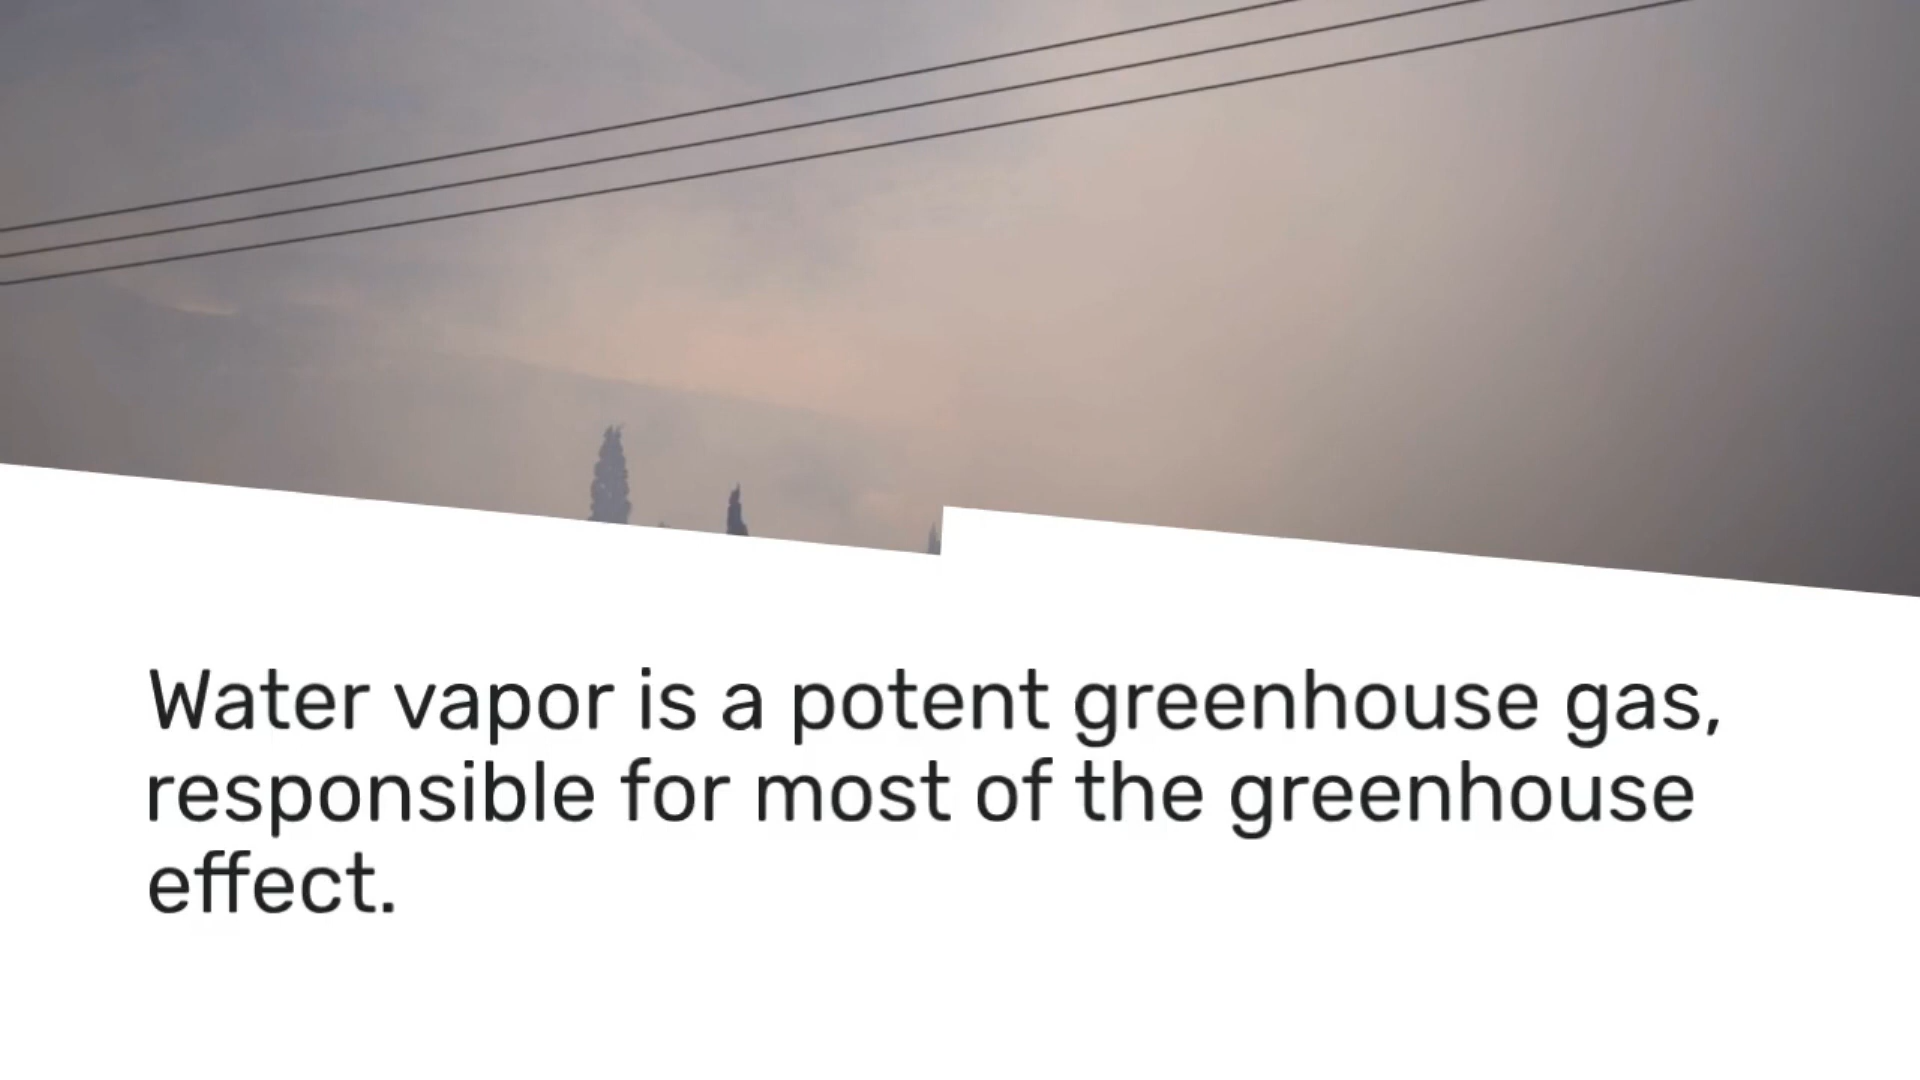 Water vapor is a potent greenhouse gas,
responsible for most of the greenhouse
effect.